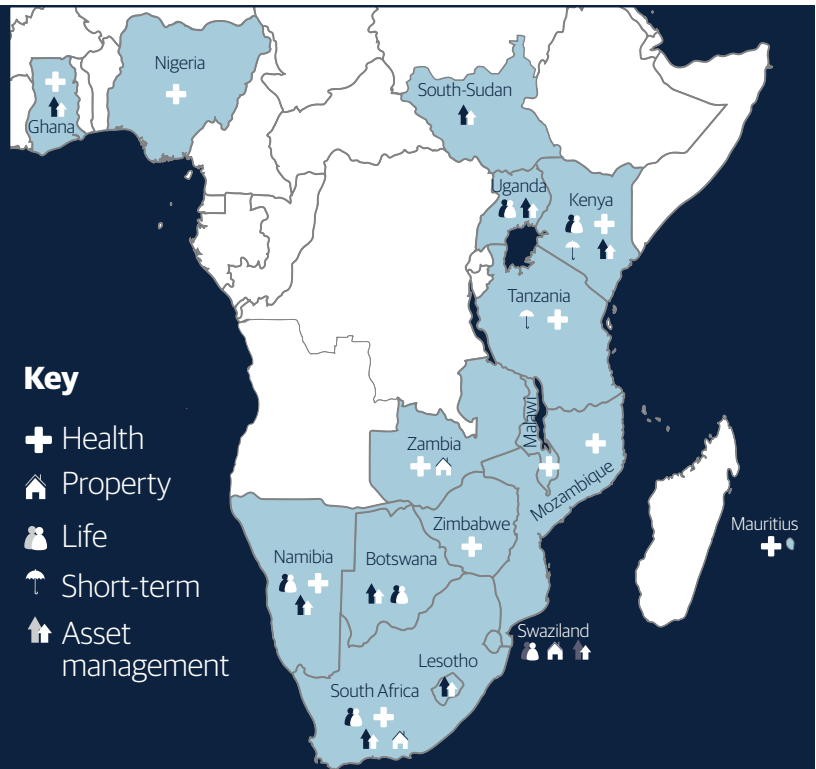 Nigeria
Ghana
South-Sudan
Uganda
Kenya
Tanzania
Key
Health
Property
Life
Short-term
Asset
management
Malawi
Zambia
Mozambique
Zimbabwe
Mauritius
Namibia
Botswana
Swaziland
Lesotho
South Africa